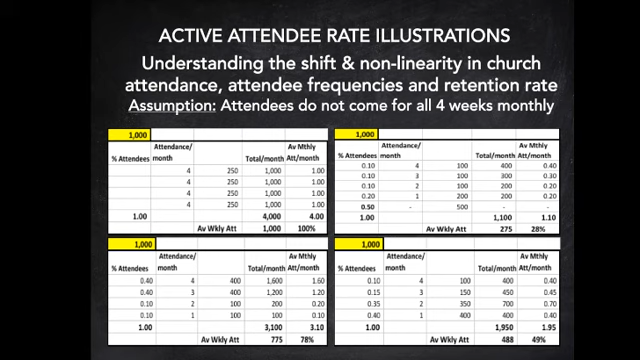 ACTIVE ATTENDEE RATE ILLUSTRATIONS
Understanding the shift & non-linearity in church
attendance, attendee frequencies and retention rate
Assumption: Attendees do not come for all 4 weeks monthly
1,000
Attendance/ Av Mthly
% Attendees month Total/month Att/month
4 250 1,000 1.00
4 250 1,000 1.00
4 250 1,000 1.00
4 250 1,000 1.00
1.00 4,000 4.00
Av Wkly Att 1,000 100%
1,000
Attendance/ Av Mthly
% Attendees month Total/month Att/month
0.10 4 100 400 0.40
0.10 3 100 300 0.30
0.10 2 100 200 0.20
0.20 1 200 200 0.20
0.50 - 500 - -
1.00 1,100 1.10
Av Wkly Att 275 28%
1,000
Attendance/ Av Mthly
% Attendees month Total/month Att/month
0.40 4 400 1,600 1.60
0.40 3 400 1,200 1.20
0.10 2 100 200 0.20
0.10 1 100 100 0.10
1.00 3,100 3.10
Av Wkly Att 775 78%
1,000
Attendance/ Av Mthly
% Attendees month Total/month Att/month
0.10 4 100 400 0.40
0.15 3 150 450 0.45
0.35 2 350 700 0.70
0.40 1 400 400 0.40
1.00 1,950 1.95
Av Wkly Att 488 49%